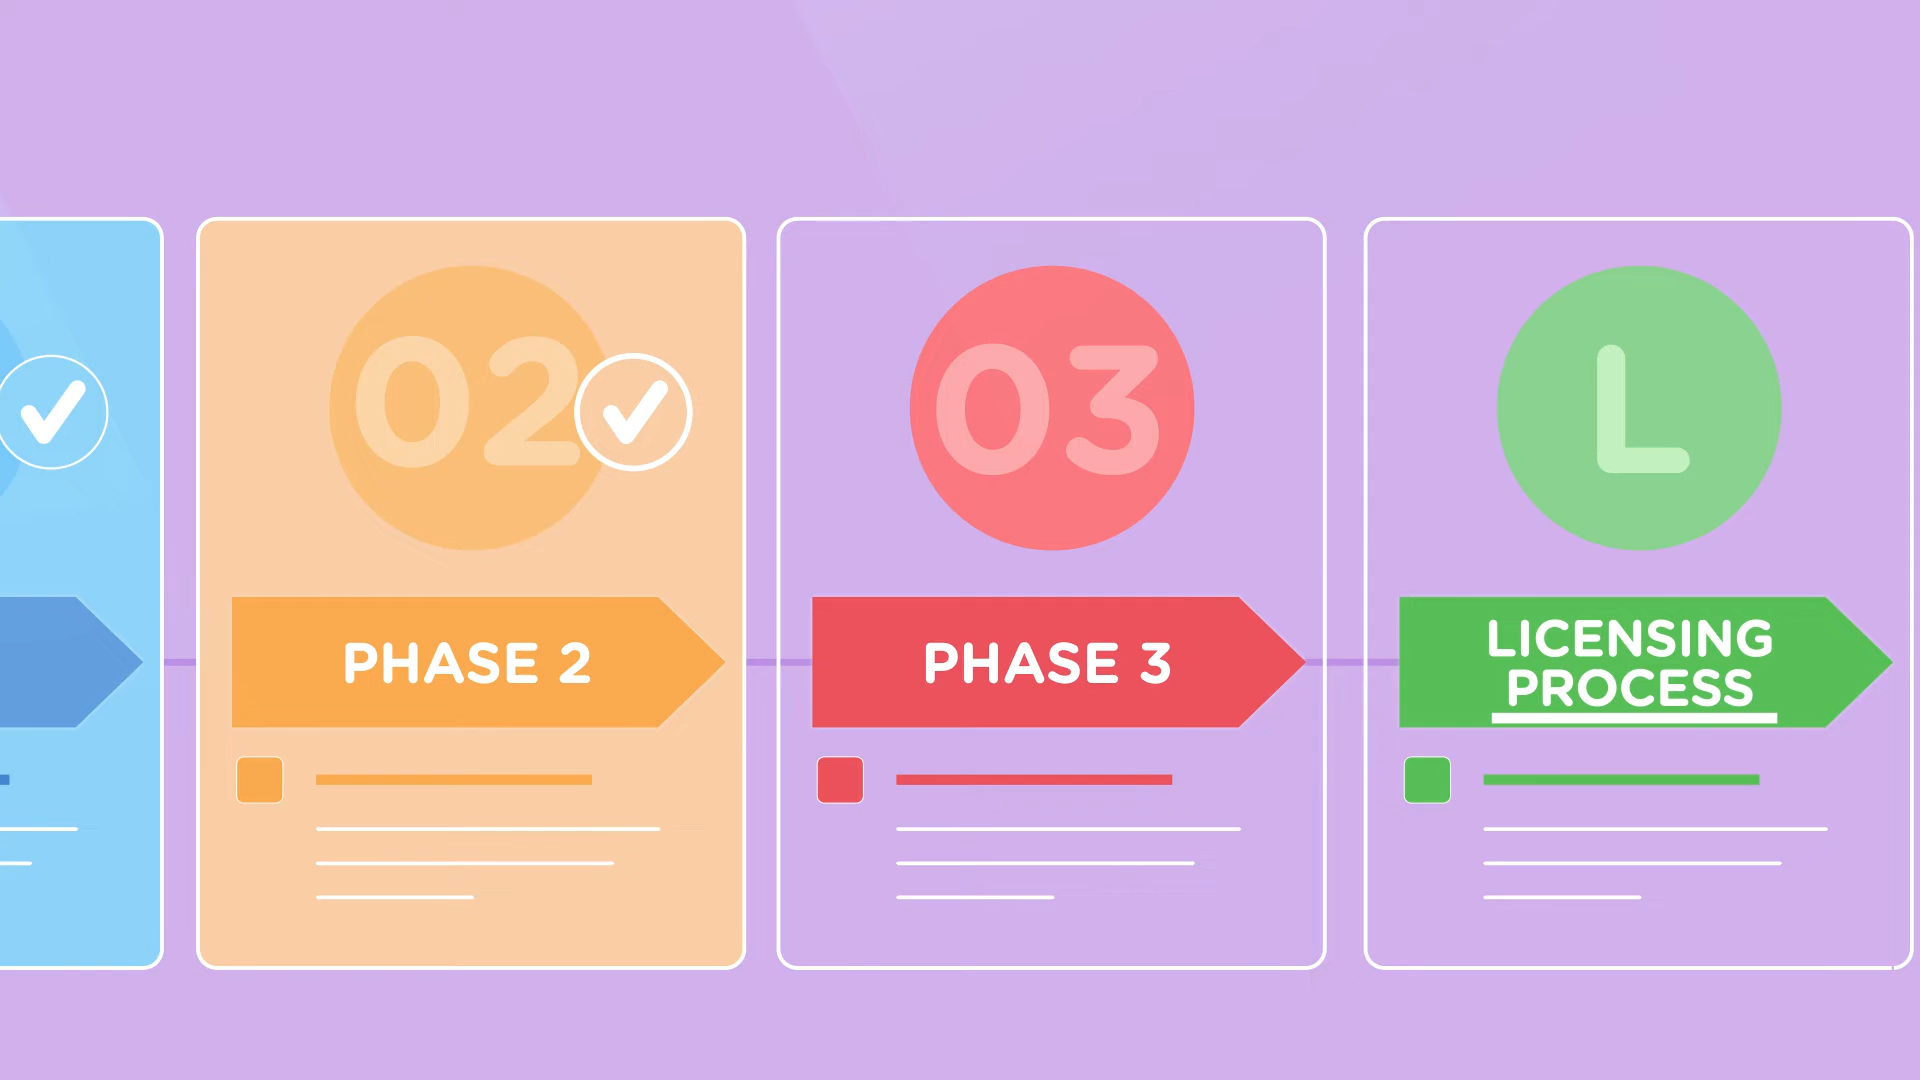 02
03
L
PHASE 2
PHASE 3
LICENSING
PROCESS